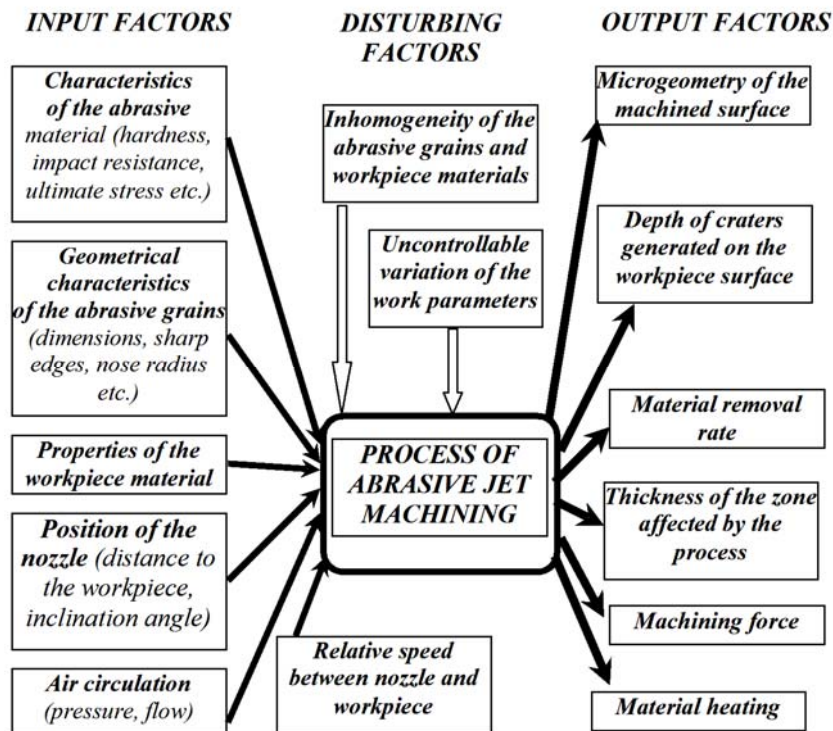 INPUT FACTORS
Characteristics
of the abrasive
material (hardness,
impact resistance,
ultimate stress etc.)
Geometrical
characteristics
of the abrasive grains
(dimensions, sharp
edges, nose radius
etc.)
Properties of the
workpiece material
Position of the
nozzle (distance to
the workpiece,
inclination angle)
Air circulation
(pressure, flow)
DISTURBING
FACTORS
Inhomogeneity of the
abrasive grains and
workpiece materials
Uncontrollable
variation of the
work parameters
PROCESS OF
ABRASIVE JET
MACHINING
Relative speed
between nozzle and
workpiece
OUTPUT FACTORS
Microgeometry of the
machined surface
Depth of craters
generated on the
workpiece surface
Material removal
rate
Thickness of the zone
affected by the
process
Machining force
Material heating